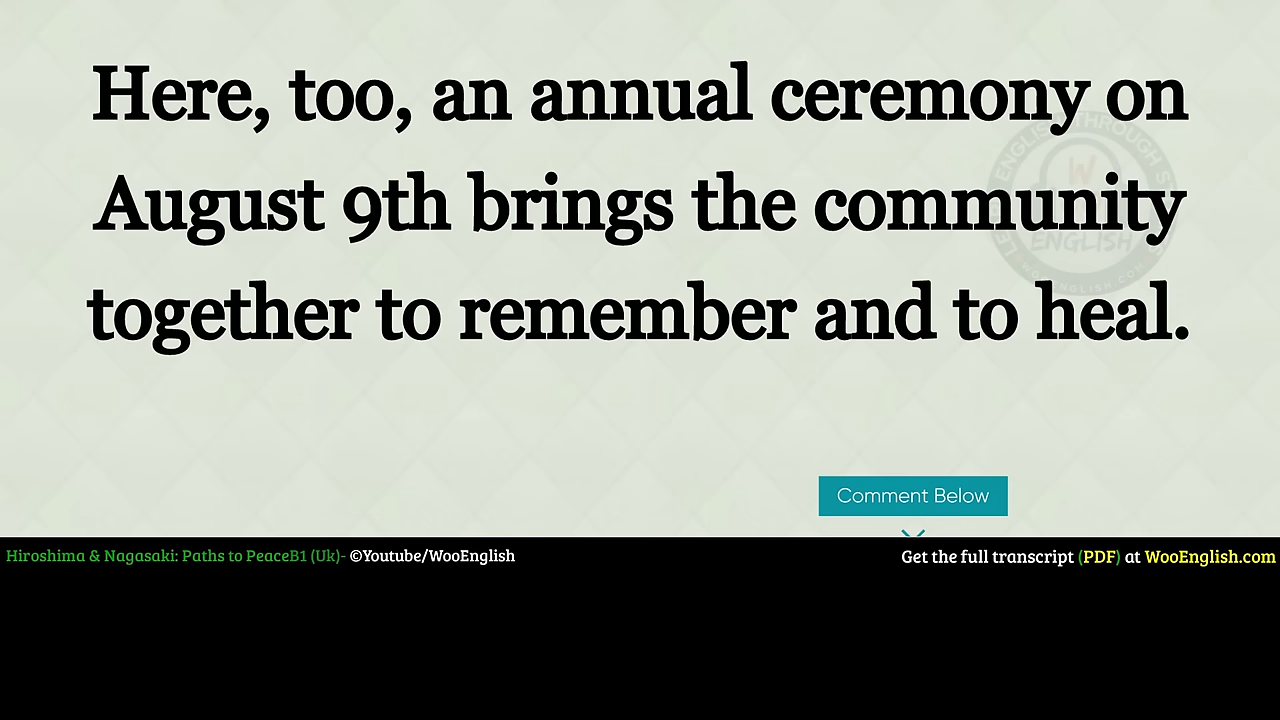 Here, too, an annual ceremony on
August 9th brings the community
together to remember and to heal.
Comment Below
Hiroshima & Nagasaki: Paths to PeaceB1 (Uk)- ©Youtube/WooEnglish
Get the full transcript (PDF) at WooEnglish.com